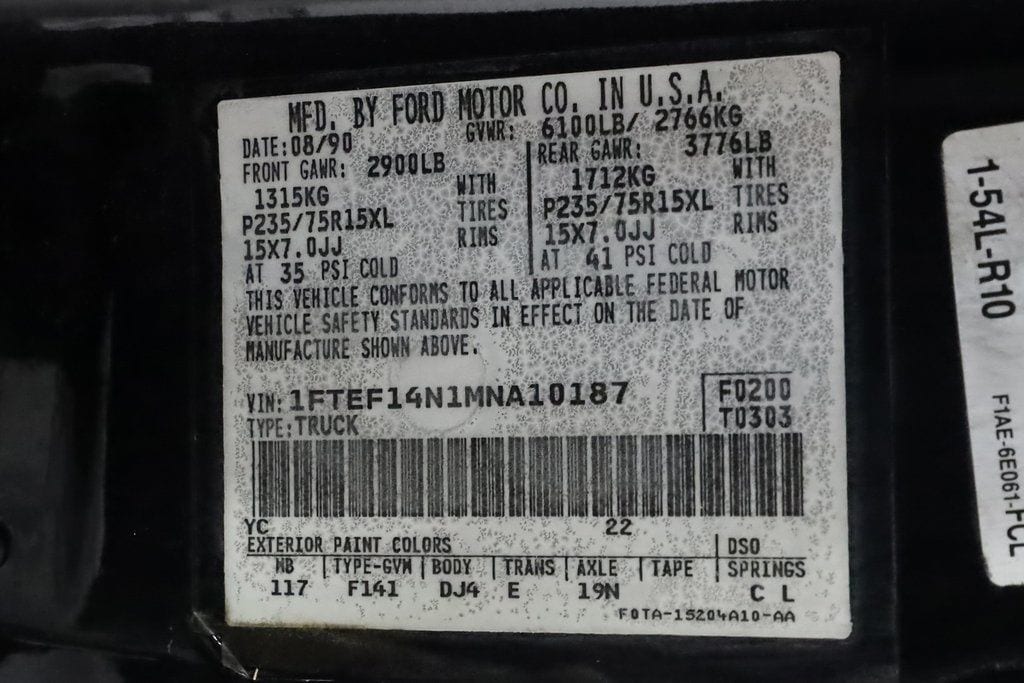 MFD. BY FORD MOTOR CO. IN U.S.A.
DATE:08/90 GVWR: 6100LB/ 2766KG
FRONT GAWR: 2900LB
1315KG WITH
P235/75R15XL TIRES
15X7.0JJ RIMS
AT 35 PSI COLD
REAR GAWR: 3776LB
1712KG WITH
P235/75R15XL TIRES
15X7.0JJ RIMS
AT 41 PSI COLD
THIS VEHICLE CONFORMS TO ALL APPLICABLE FEDERAL MOTOR
VEHICLE SAFETY STANDARDS IN EFFECT ON THE DATE OF
MANUFACTURE SHOWN ABOVE.
VIN: 1FTEF14N1MNA10187 F0200
TYPE:TRUCK T0303
YC 22
EXTERIOR PAINT COLORS DSO
WB TYPE-GVW BODY TRANS AXLE TAPE SPRINGS
117 F141 DJ4 E 19N C L
F0TA-15204A10-AA
1-54L-R10
F1AE-6E061-FCL